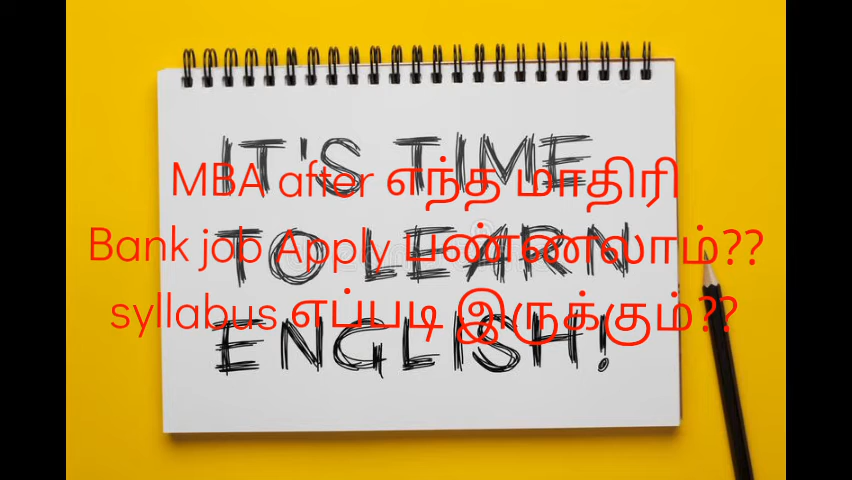 IT'S TIME
MBA after எந்த மாதிரி
TO LEARN
Bank job Apply பண்ணலாம்??
ENGLISH!
syllabus எப்படி இருக்கும்??